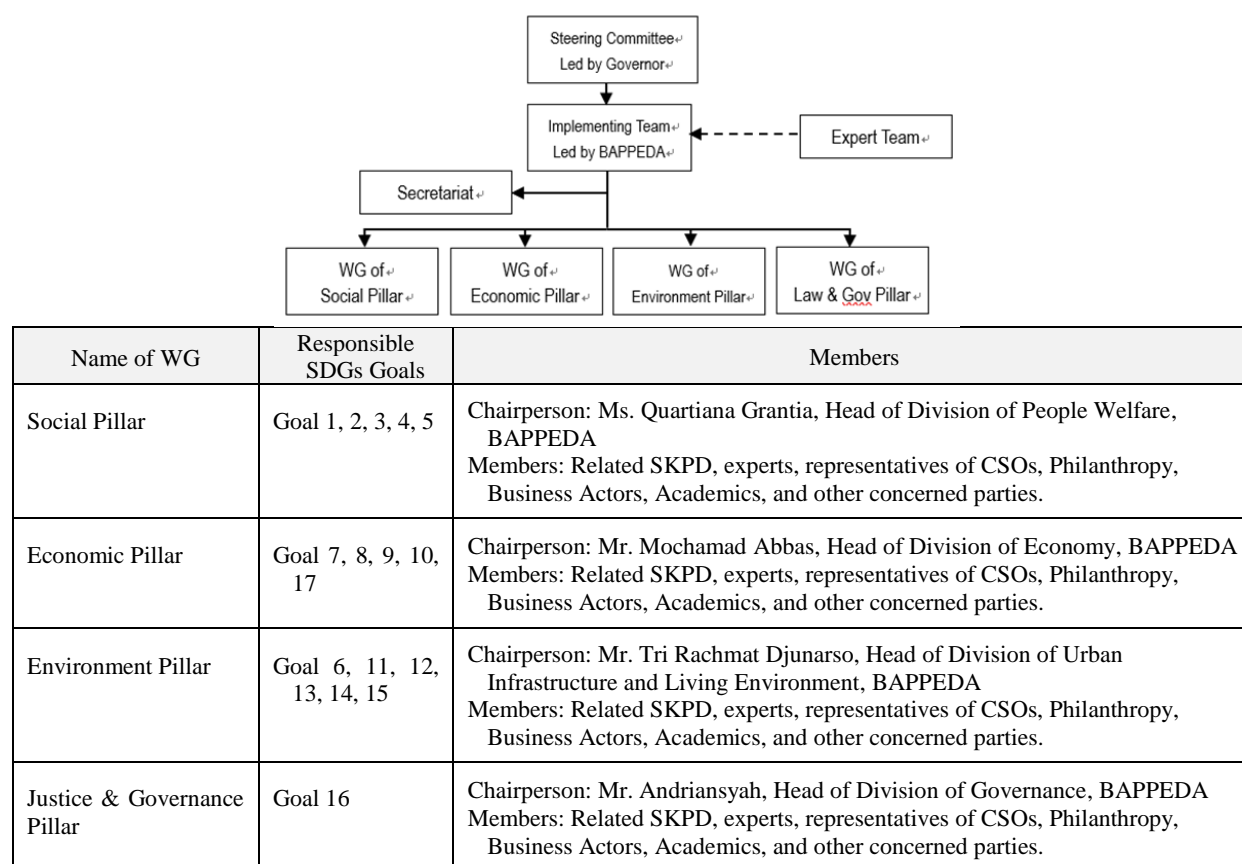 Steering Committee
Led by Governor
Implementing Team
Led by BAPPEDA
Expert Team
Secretariat
WG of
Social Pillar
WG of
Economic Pillar
WG of
Environment Pillar
WG of
Law & Gov Pillar
Name of WG
Responsible
SDGs Goals
Members
Social Pillar
Goal 1, 2, 3, 4, 5
Chairperson: Ms. Quartiana Grantia, Head of Division of People Welfare,
BAPPEDA
Members: Related SKPD, experts, representatives of CSOs, Philanthropy,
Business Actors, Academics, and other concerned parties.
Economic Pillar
Goal 7, 8, 9, 10,
17
Chairperson: Mr. Mochamad Abbas, Head of Division of Economy, BAPPEDA
Members: Related SKPD, experts, representatives of CSOs, Philanthropy,
Business Actors, Academics, and other concerned parties.
Environment Pillar
Goal 6, 11, 12,
13, 14, 15
Chairperson: Mr. Tri Rachmat Djunarso, Head of Division of Urban
Infrastructure and Living Environment, BAPPEDA
Members: Related SKPD, experts, representatives of CSOs, Philanthropy,
Business Actors, Academics, and other concerned parties.
Justice & Governance
Pillar
Goal 16
Chairperson: Mr. Andriansyah, Head of Division of Governance, BAPPEDA
Members: Related SKPD, experts, representatives of CSOs, Philanthropy,
Business Actors, Academics, and other concerned parties.